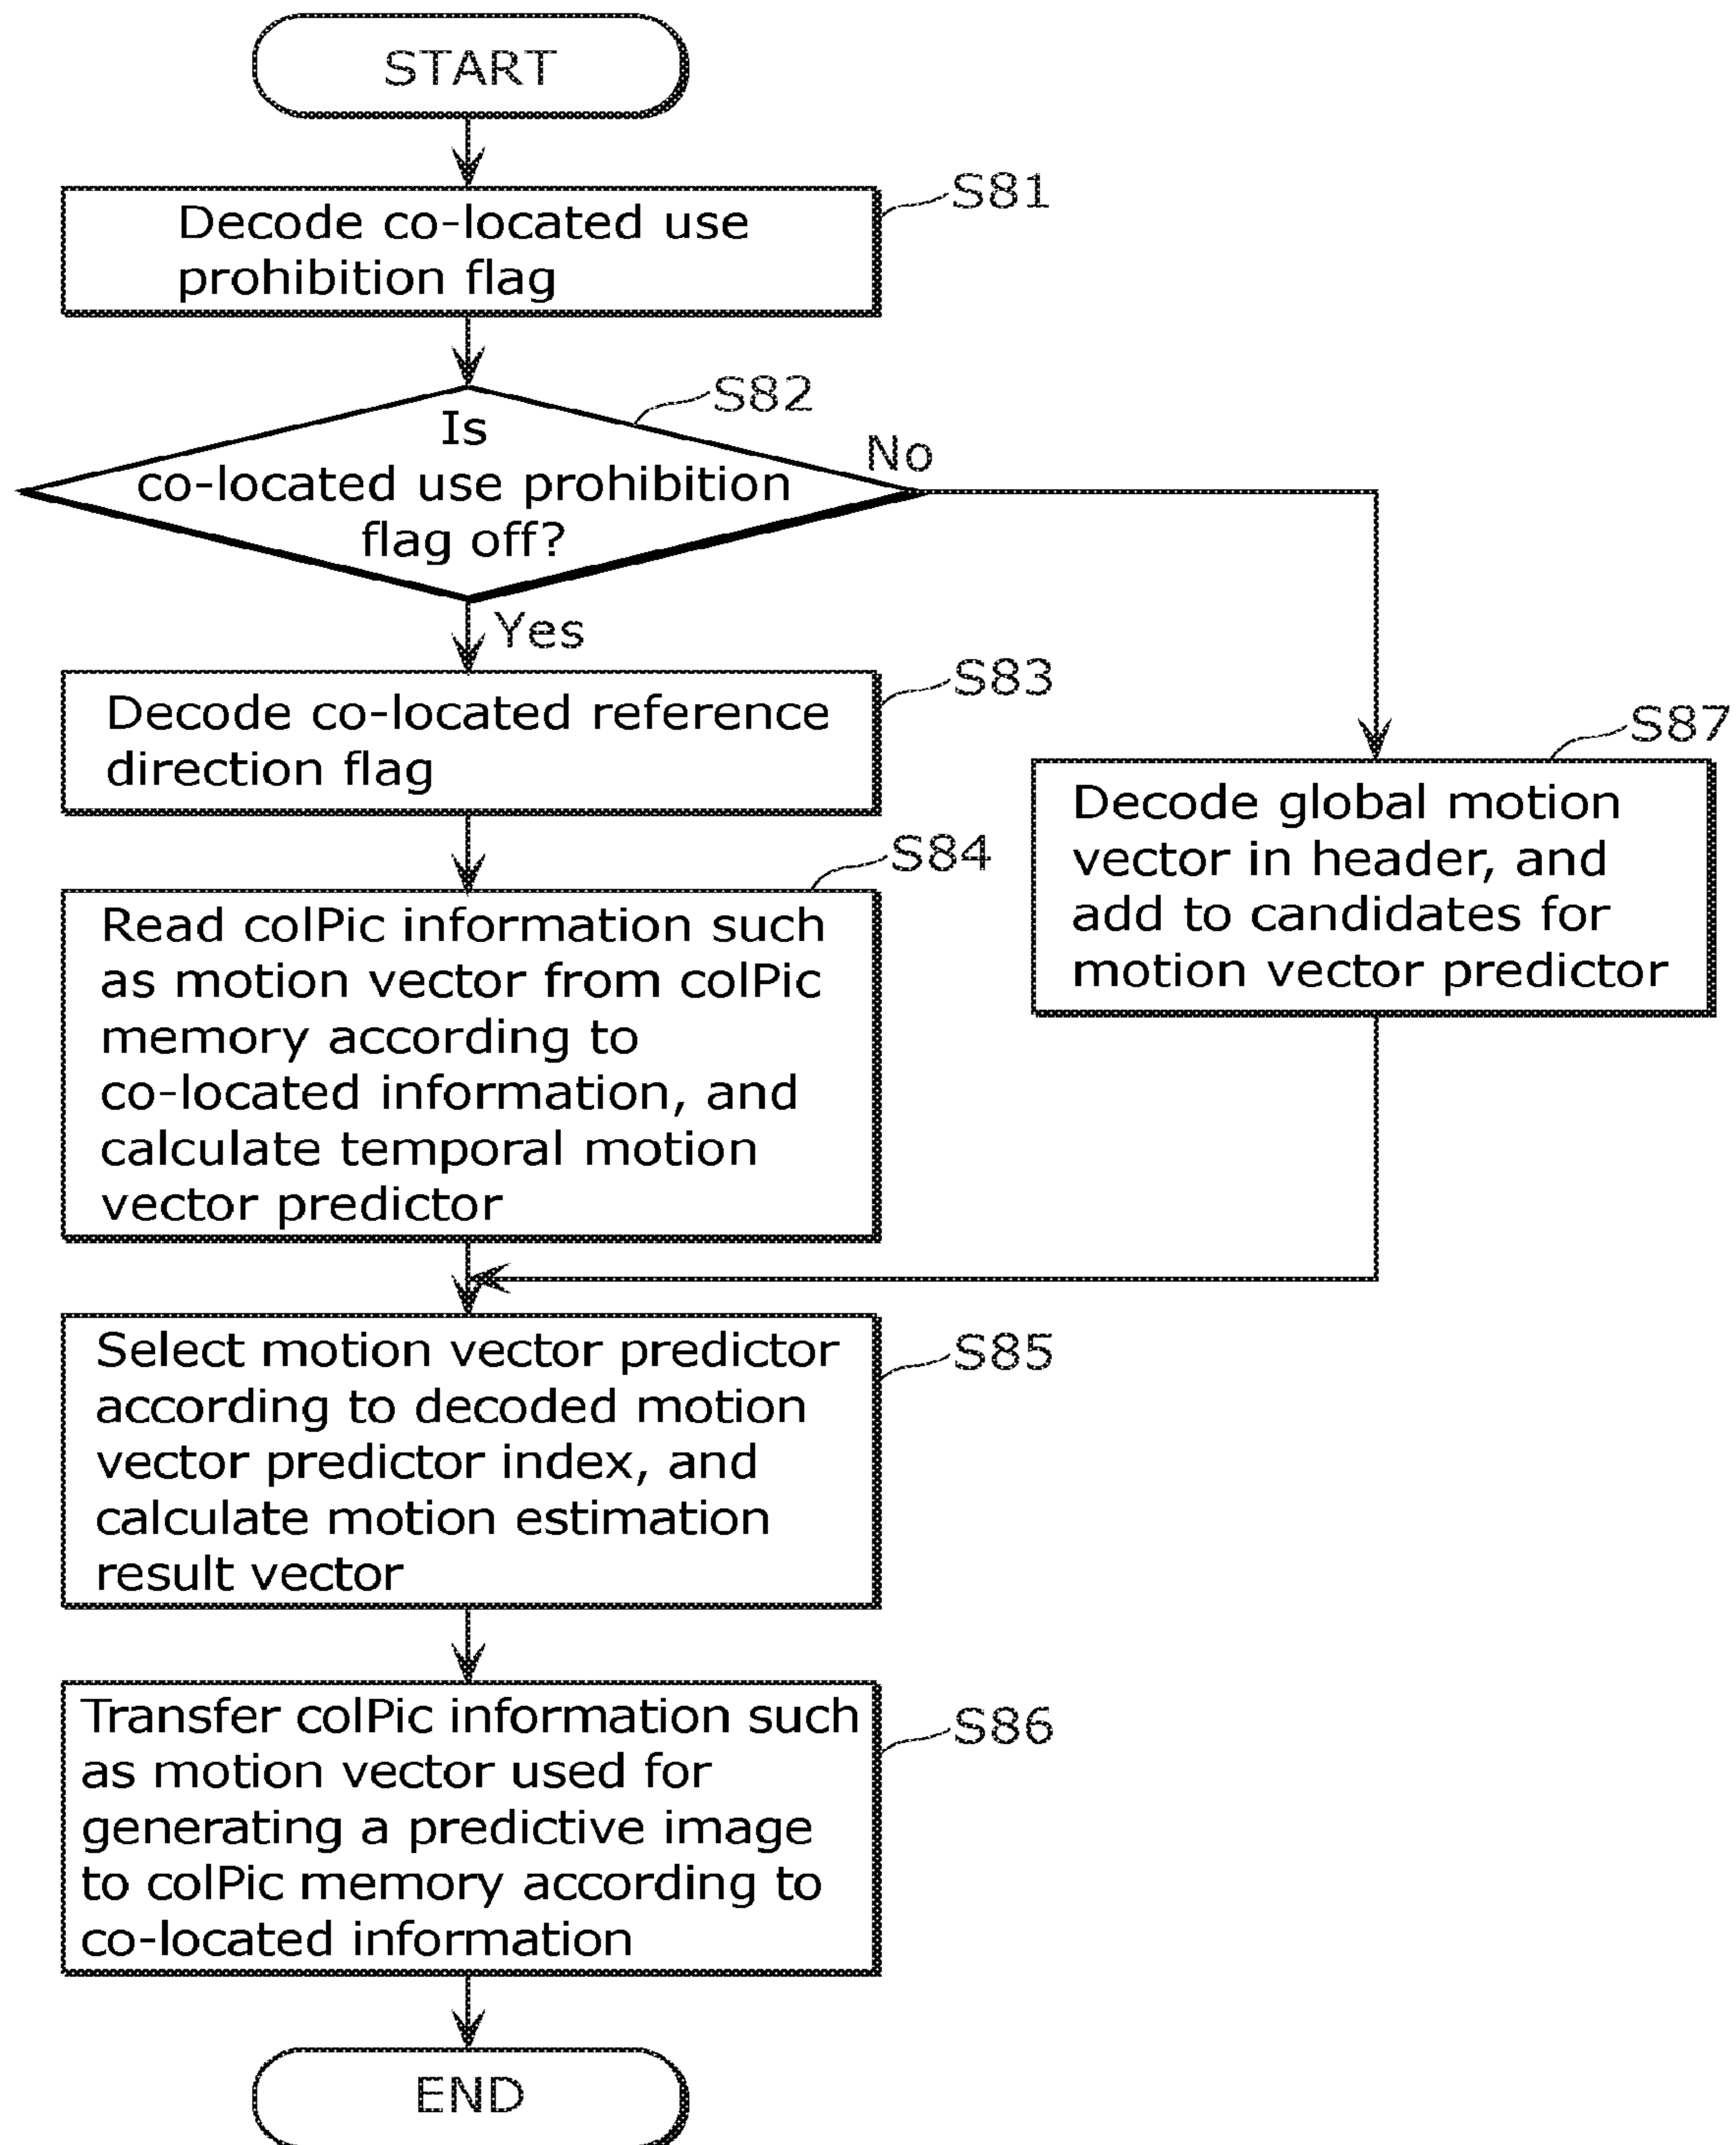 START
S81
Decode co-located use
prohibition flag
S82
Is
co-located use prohibition
flag off?
No
Yes
S83
Decode co-located reference
direction flag
S87
Decode global motion
vector in header, and
add to candidates for
motion vector predictor
S84
Read colPic information such
as motion vector from colPic
memory according to
co-located information, and
calculate temporal motion
vector predictor
S85
Select motion vector predictor
according to decoded motion
vector predictor index, and
calculate motion estimation
result vector
S86
Transfer colPic information such
as motion vector used for
generating a predictive image
to colPic memory according to
co-located information
END